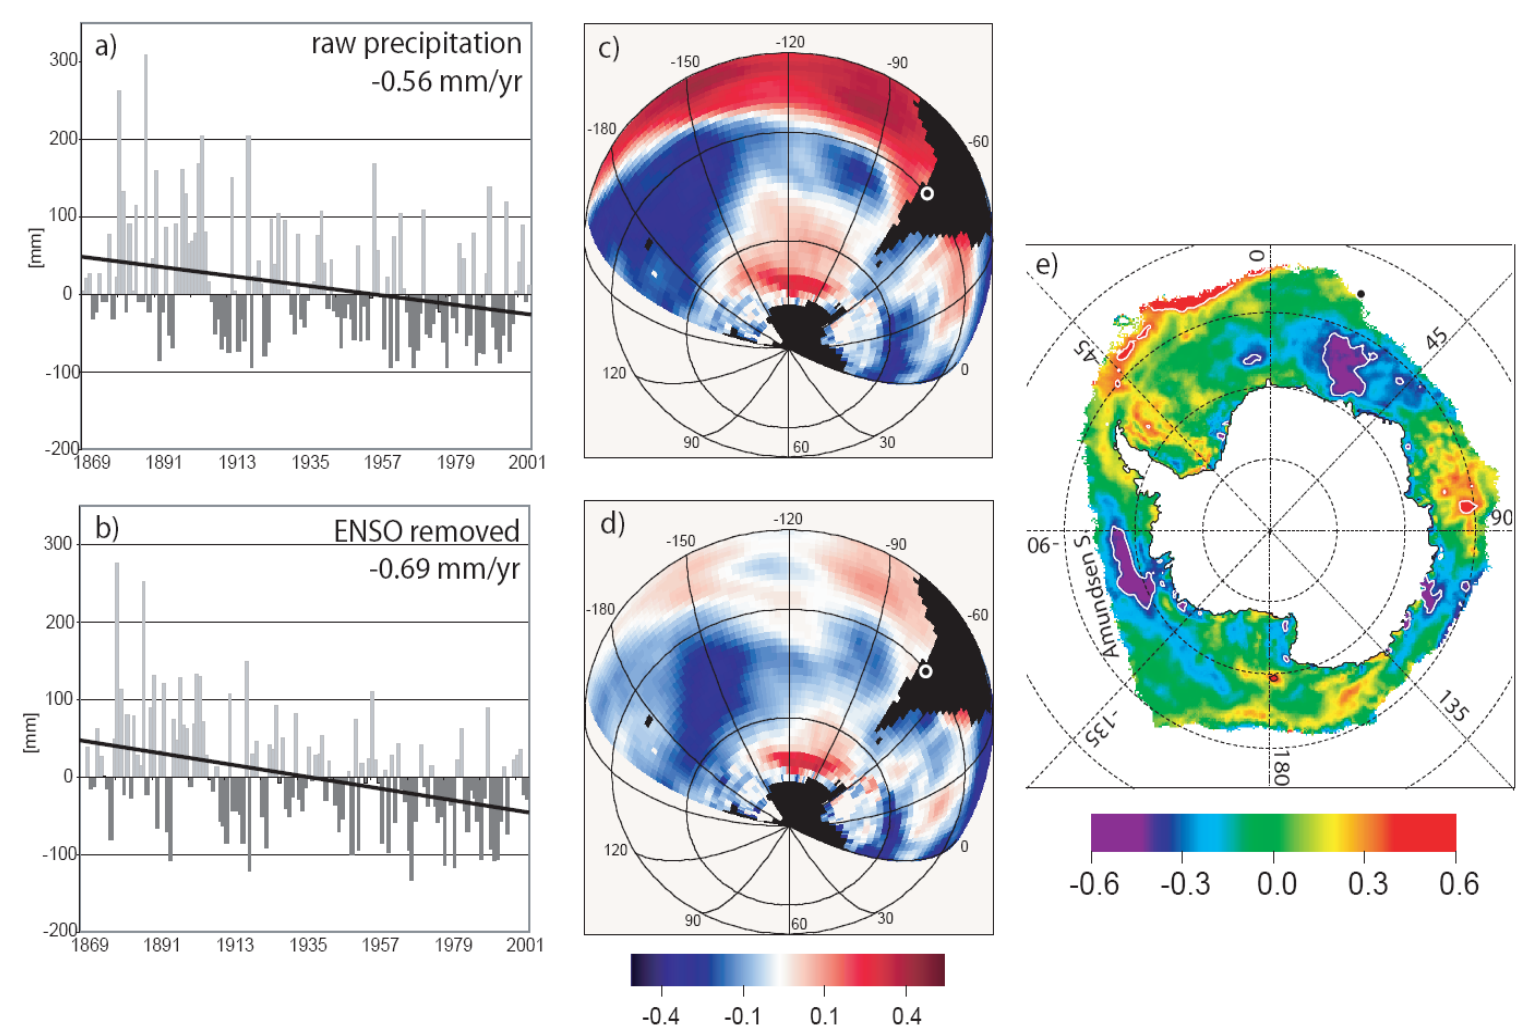 a)
raw precipitation
-0.56 mm/yr
300
200
100
0
-100
-200
[mm]
1869 1891 1913 1935 1957 1979 2001
b)
ENSO removed
-0.69 mm/yr
300
200
100
0
-100
-200
[mm]
1869 1891 1913 1935 1957 1979 2001
c)
-120
-150 -90
-180 -60
120 0
90 60 30
d)
-120
-150 -90
-180 -60
120 0
90 60 30
-0.4 -0.1 0.1 0.4
e)
0
-45 45
-90 90
Amundsen S.
-135 135
180
-0.6 -0.3 0.0 0.3 0.6